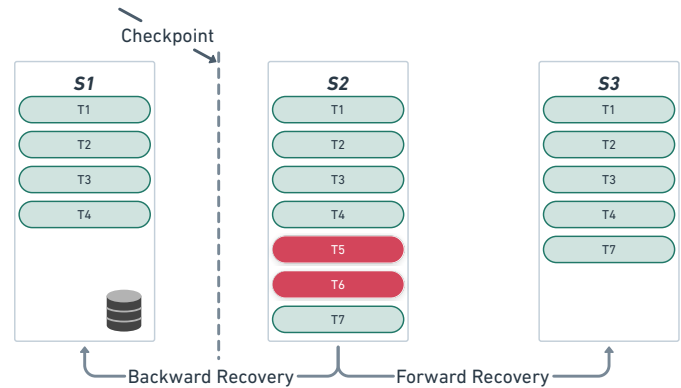 Checkpoint
S1
T1
T2
T3
T4
S2
T1
T2
T3
T4
T5
T6
T7
S3
T1
T2
T3
T4
T7
Backward Recovery
Forward Recovery